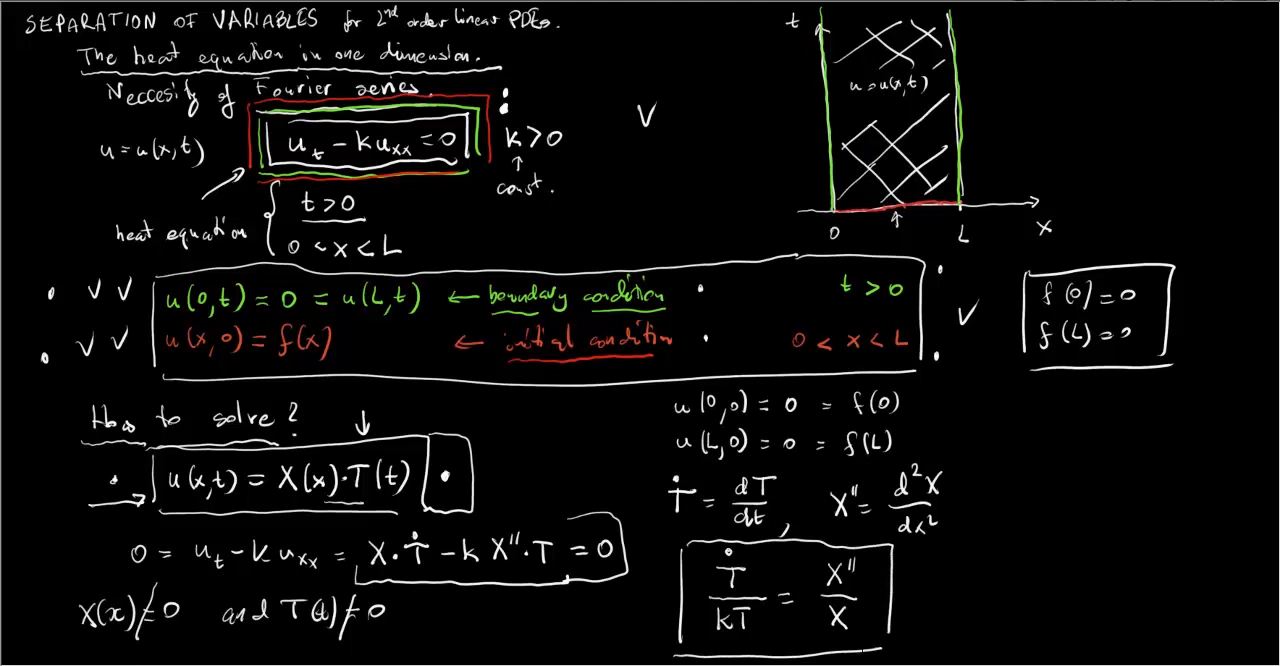 SEPARATION OF VARIABLES for 2nd order linear PDEs.
The heat equation in one dimension.
Neccesity of Fourier series.
u = u(x,t)
u_t - k u_xx = 0
k > 0
↑
const.
heat equation
t > 0
0 < x < L
t
u = u(x,t)
0
L
x
V
u(0,t) = 0 = u(L,t) ← boundary condition t > 0
u(x,0) = f(x) ← initial condition 0 < x < L
f(0) = 0
f(L) = 0
How to solve?
u(x,t) = X(x)·T(t)
0 = u_t - k u_xx = X·Ṫ - k X''·T = 0
X(x) ≠ 0 and T(t) ≠ 0
u(0,0) = 0 = f(0)
u(L,0) = 0 = f(L)
Ṫ = dT/dt, X'' = d²X/dx²
Ṫ/kT = X''/X